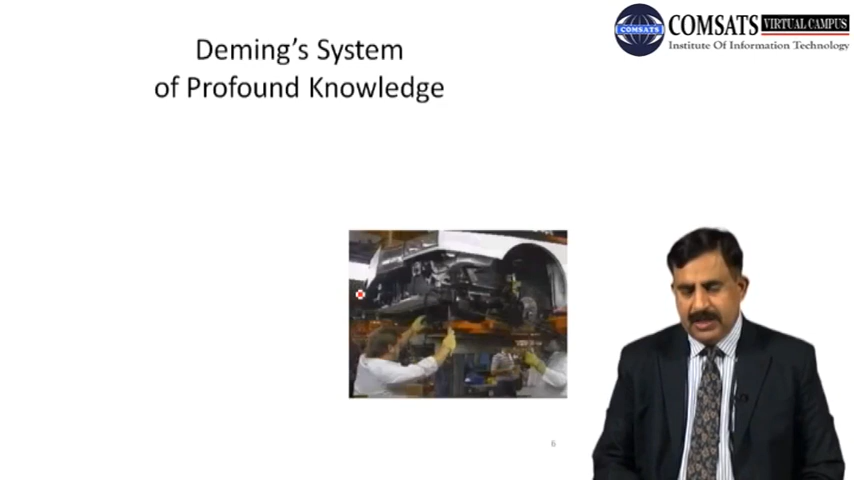 COMSATS VIRTUAL CAMPUS
Institute Of Information Technology
COMSATS
Deming's System
of Profound Knowledge
6